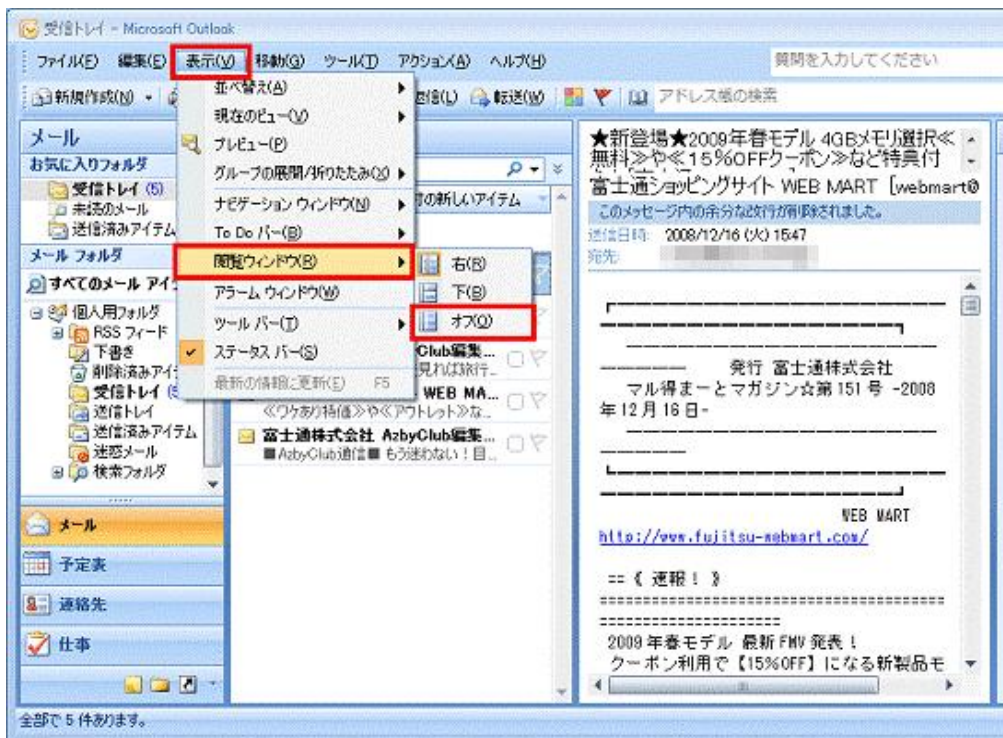 受信トレイ - Microsoft Outlook
ファイル(F) 編集(E) 表示(V) 移動(G) ツール(T) アクション(A) ヘルプ(H)
質問を入力してください
新規作成(N)
返信(L) 転送(W)
アドレス帳の検索
並べ替え(A)
現在のビュー(V)
プレビュー(P)
グループの展開/折りたたみ(X)
ナビゲーション ウィンドウ(N)
To Do バー(B)
閲覧ウィンドウ(R)
アラーム ウィンドウ(W)
ツール バー(T)
ステータス バー(S)
最新の情報に更新(E) F5
右(R)
下(B)
オフ(O)
メール
お気に入りフォルダ
受信トレイ (5)
未読のメール
送信済みアイテム
メール フォルダ
すべてのメール アイ
個人用フォルダ
RSS フィード
下書き
削除済みアイ
受信トレイ (5
送信トレイ
送信済みアイテム
迷惑メール
検索フォルダ
メール
予定表
連絡先
仕事
の新しいアイテム
Club編集...
見れば旅行...
WEB MA...
≪ワケあり特価≫や≪アウトレット≫な...
富士通株式会社 AzbyClub編集...
■AzbyClub通信■ もう迷わない！目...
★新登場★2009年春モデル 4GBメモリ選択≪
無料≫や≪15%OFFクーポン≫など特典付
富士通ショッピングサイト WEB MART [webmart@
このメッセージ内の余分な改行が削除されました。
送信日時: 2008/12/16 (火) 15:47
宛先:
発行 富士通株式会社
マル得まーとマガジン☆第 151 号 -2008
年 12 月 16 日-
WEB MART
http://www.fujitsu-webmart.com/
== 《 速報！ 》
========================================
=====================
2009 年春モデル 最新 FMV 発表！
クーポン利用で【15%OFF】になる新製品モ
全部で 5 件あります。